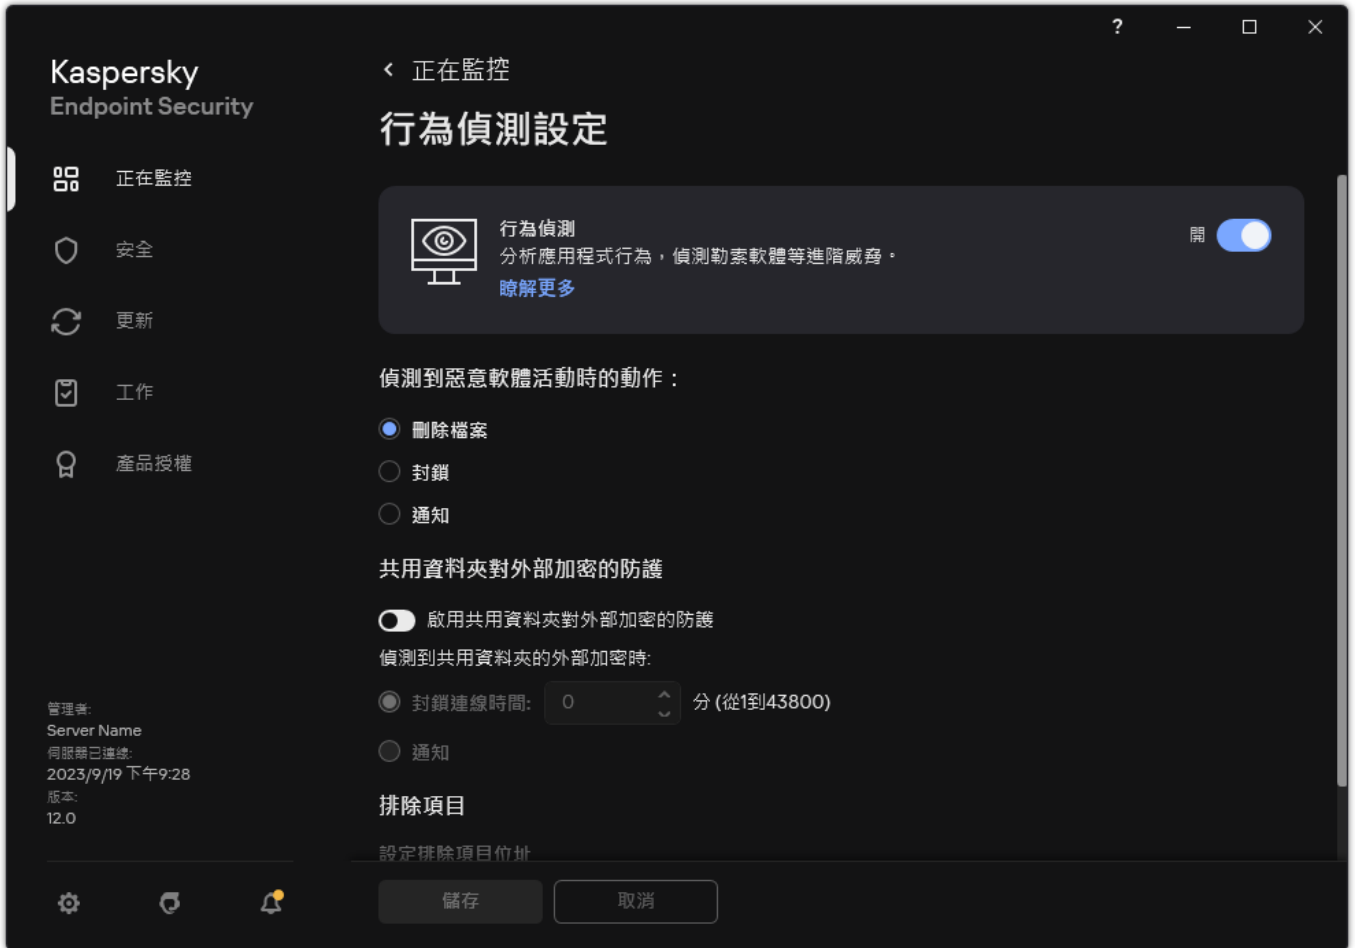 ?
Kaspersky
Endpoint Security
正在監控
安全
更新
工作
產品授權
管理者:
Server Name
伺服器已連線:
2023/9/19 下午9:28
版本:
12.0
正在監控
行為偵測設定
行為偵測
分析應用程式行為，偵測勒索軟體等進階威脅。
瞭解更多
開
偵測到惡意軟體活動時的動作：
刪除檔案
封鎖
通知
共用資料夾對外部加密的防護
啟用共用資料夾對外部加密的防護
偵測到共用資料夾的外部加密時:
封鎖連線時間: 0 分 (從1到43800)
通知
排除項目
設定排除項目位址
儲存
取消